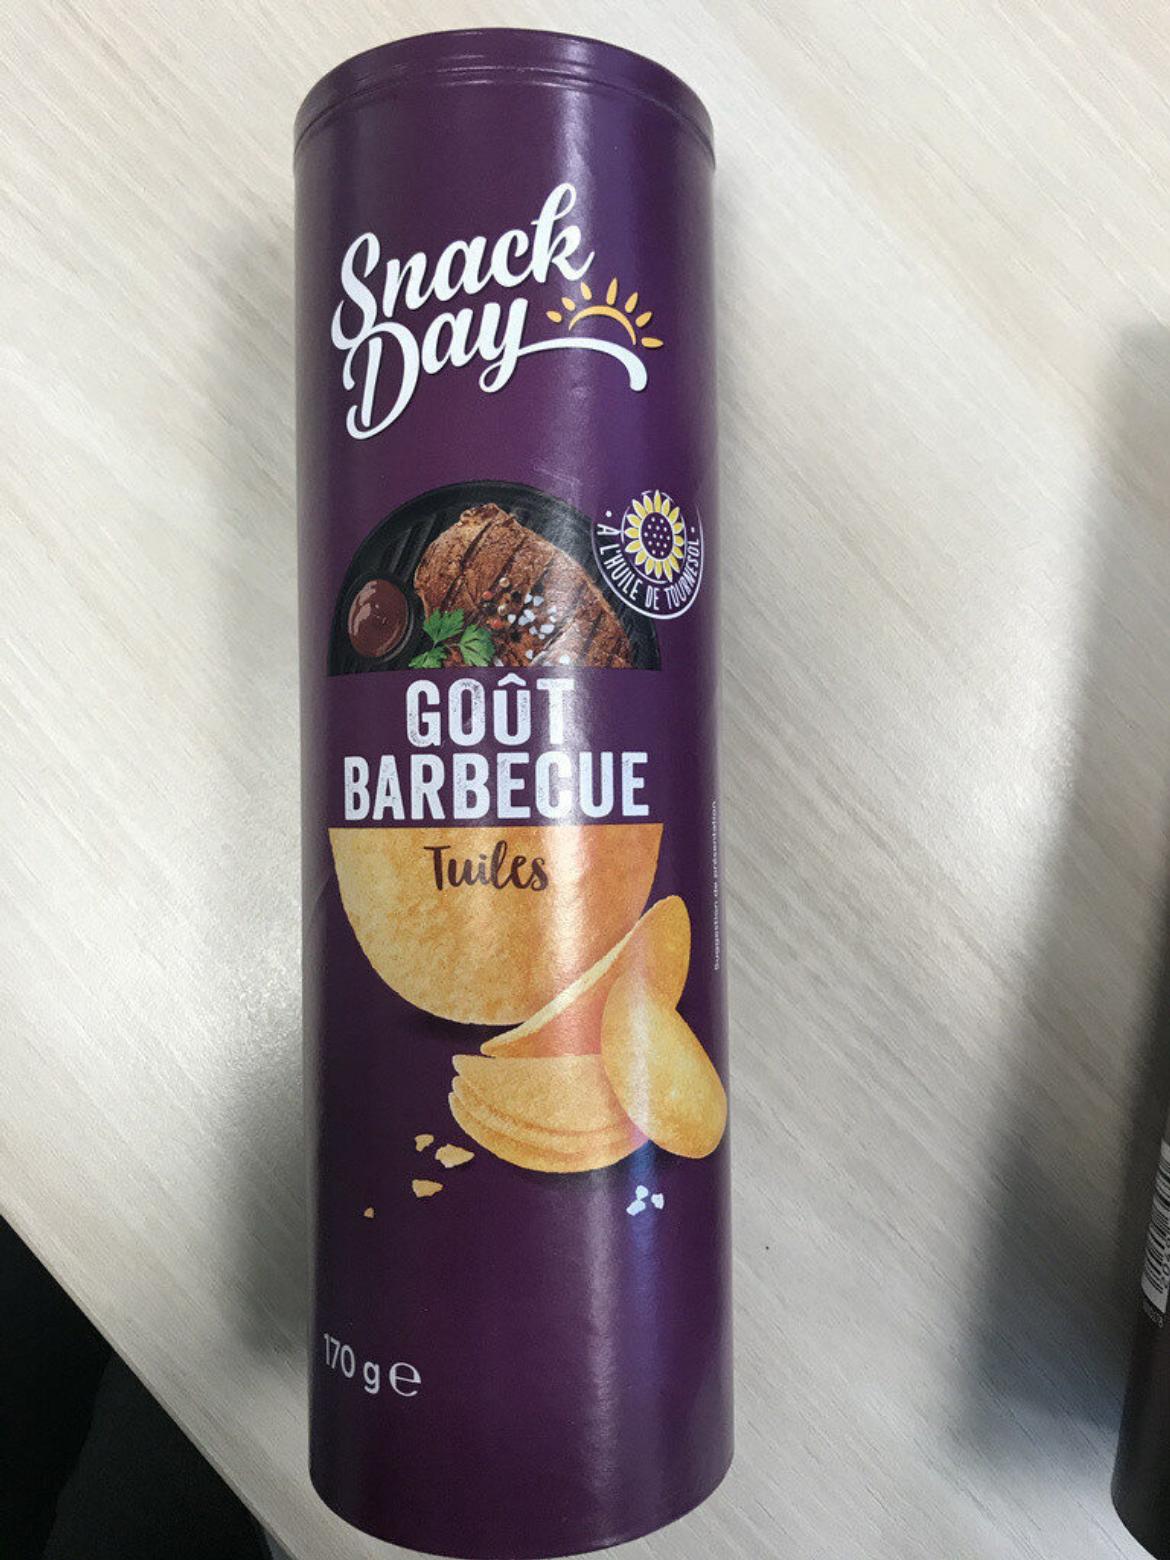 Snack
Day
• À L'HUILE DE TOURNESOL •
GOÛT
BARBECUE
Tuiles
Suggestion de présentation
170 g ℮